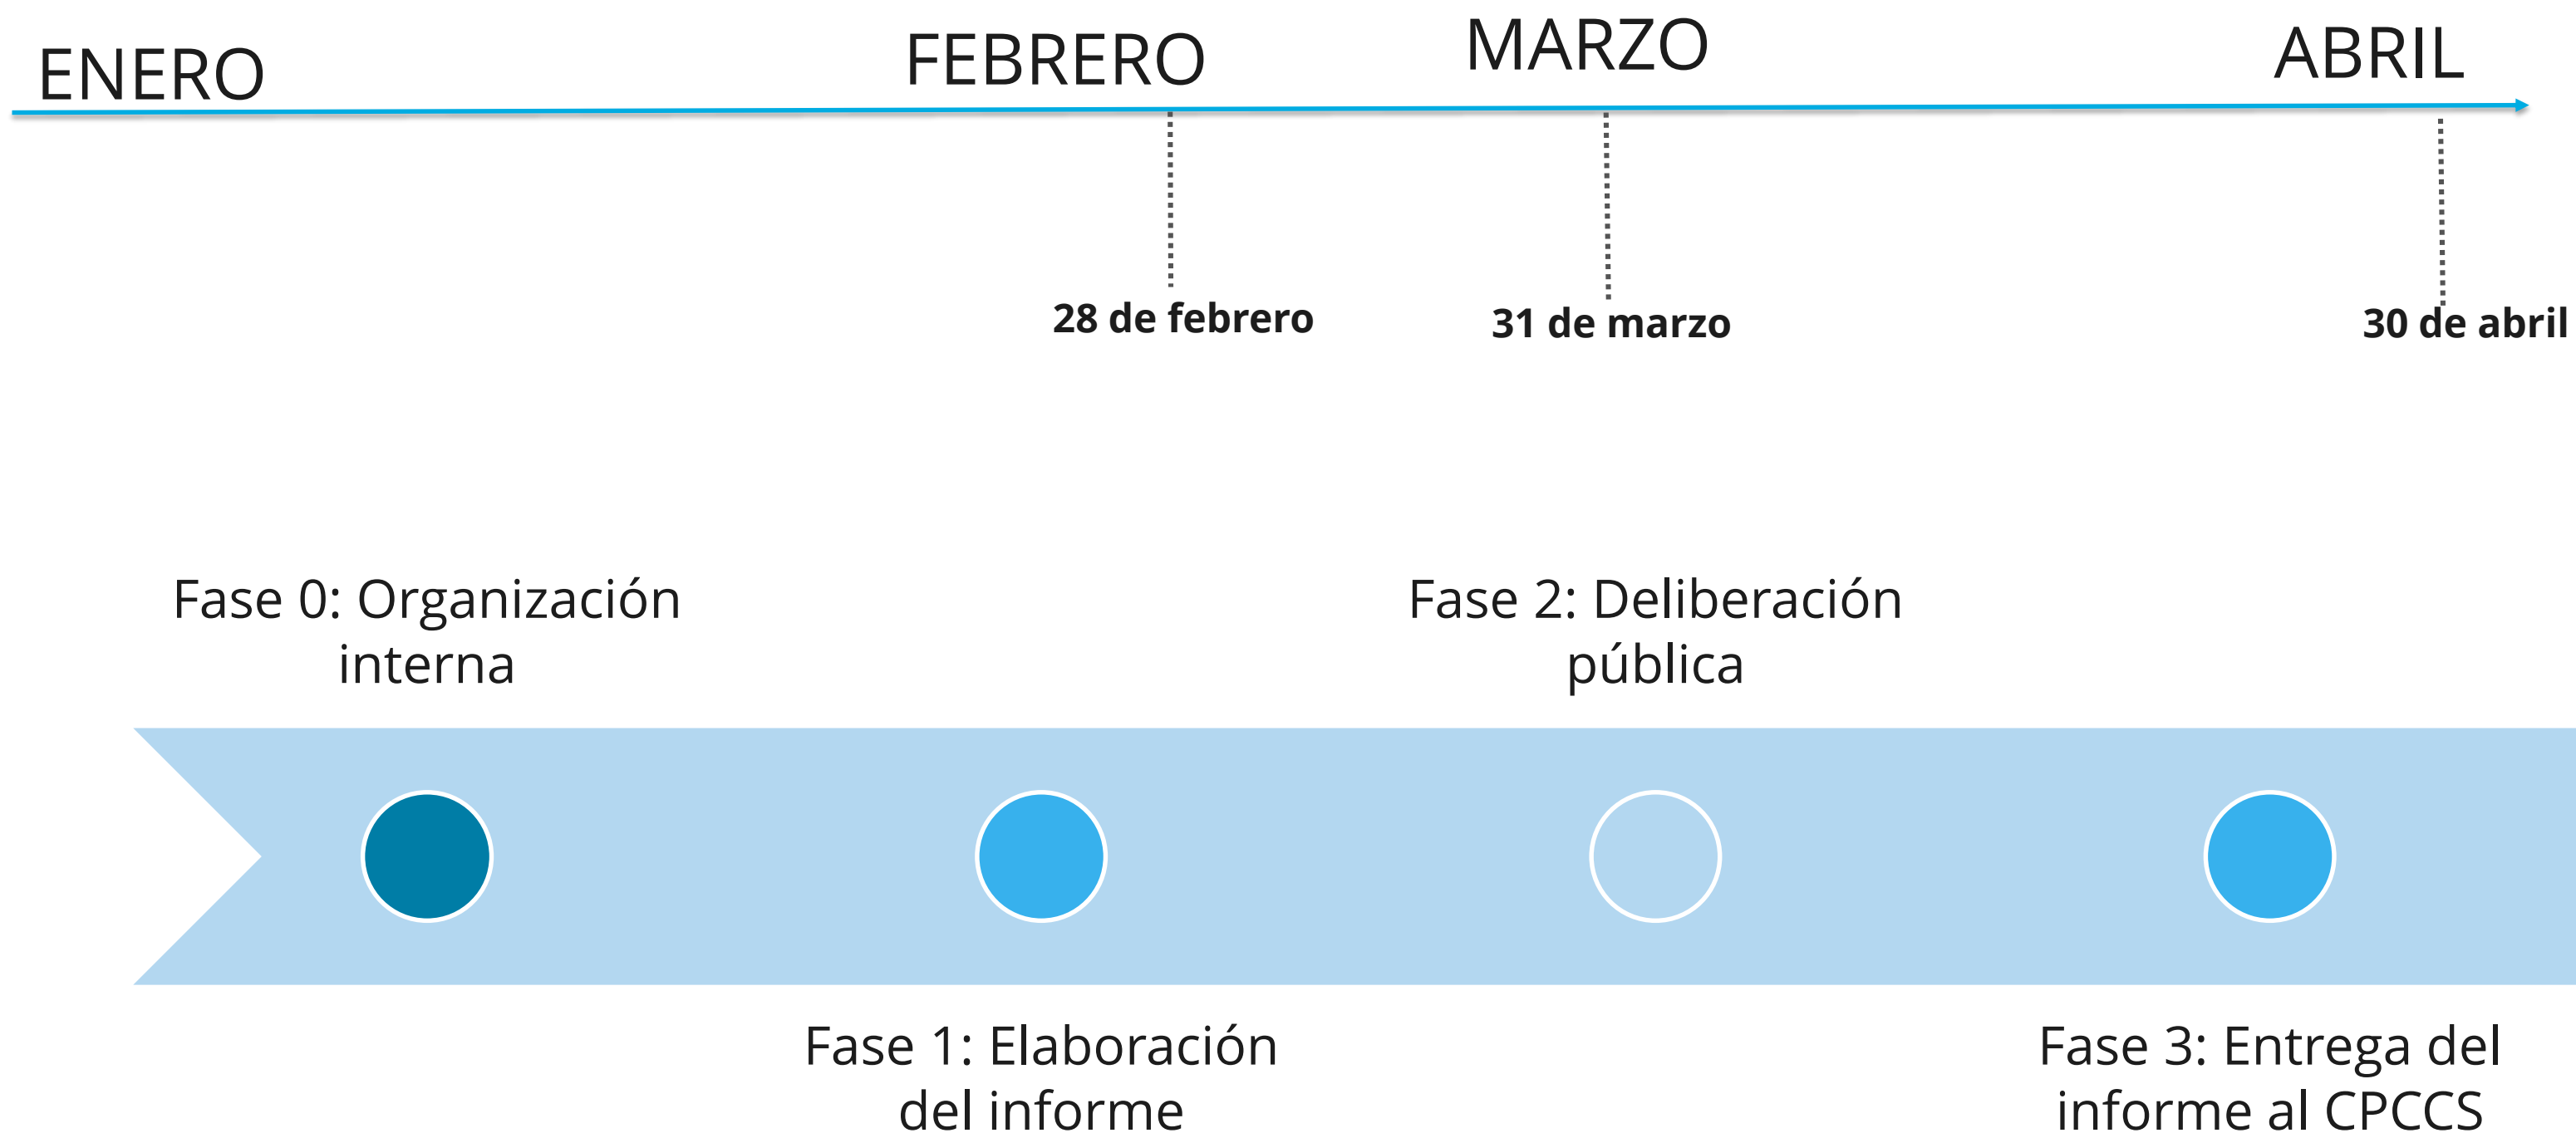 ENERO
FEBRERO
MARZO
ABRIL
28 de febrero
31 de marzo
30 de abril
Fase 0: Organización
interna
Fase 2: Deliberación
pública
Fase 1: Elaboración
del informe
Fase 3: Entrega del
informe al CPCCS